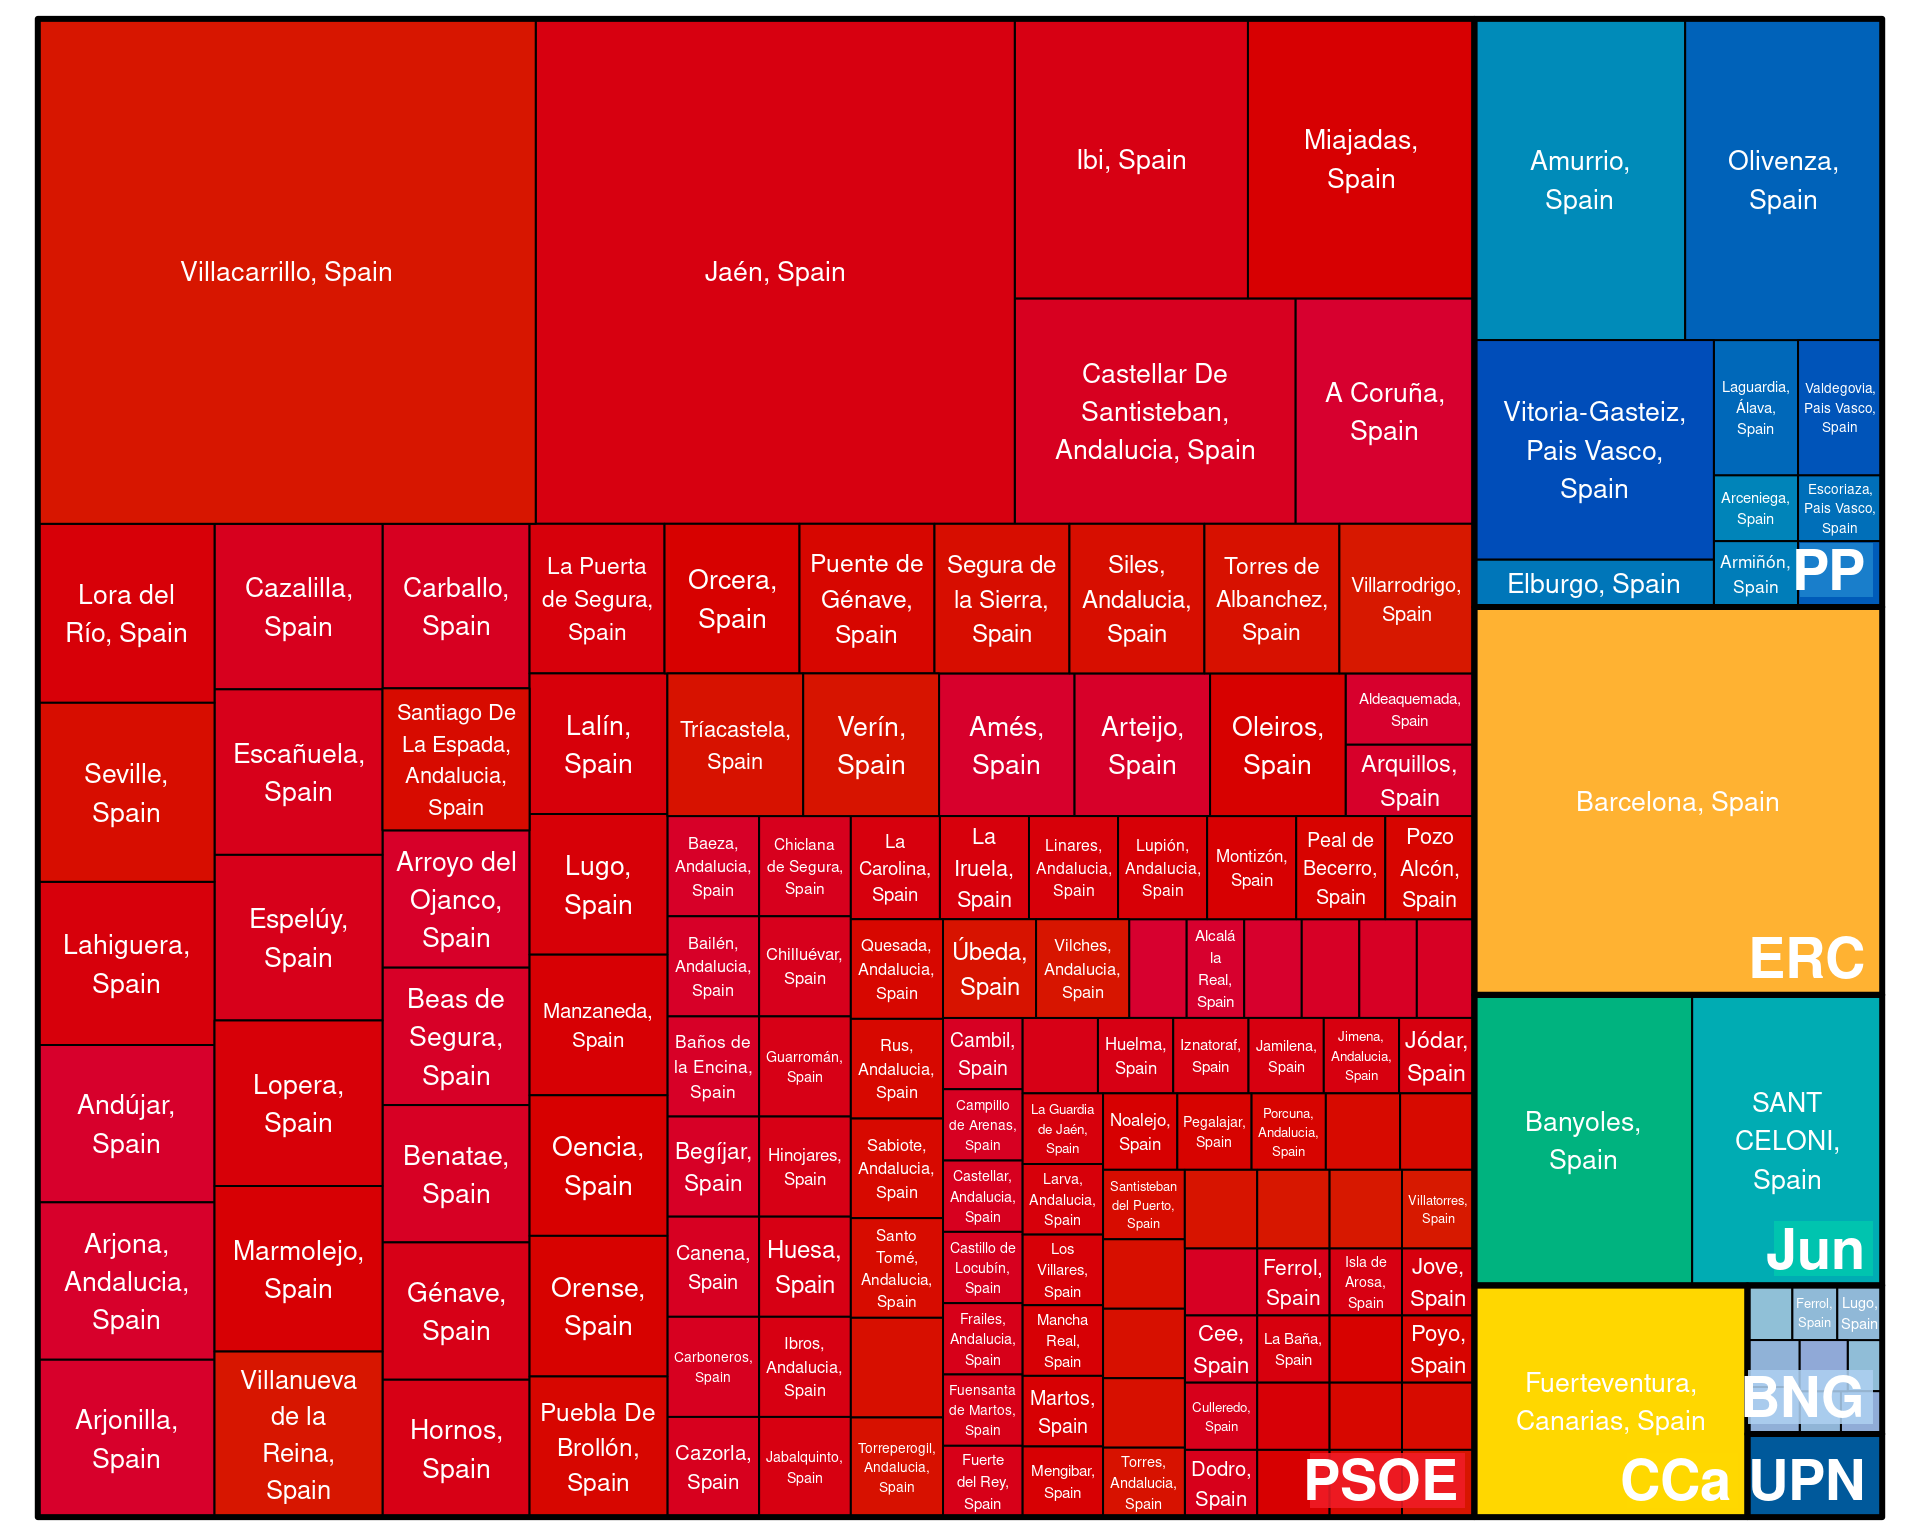 Villacarrillo, Spain
Jaén, Spain
Ibi, Spain
Miajadas,
Spain
Castellar De
Santisteban,
Andalucia, Spain
A Coruña,
Spain
Lora del
Río, Spain
Seville,
Spain
Lahiguera,
Spain
Andújar,
Spain
Arjona,
Andalucia,
Spain
Arjonilla,
Spain
Cazalilla,
Spain
Escañuela,
Spain
Espelúy,
Spain
Lopera,
Spain
Marmolejo,
Spain
Villanueva
de la
Reina,
Spain
Carballo,
Spain
Santiago De
La Espada,
Andalucia,
Spain
Arroyo del
Ojanco,
Spain
Beas de
Segura,
Spain
Benatae,
Spain
Génave,
Spain
Hornos,
Spain
La Puerta
de Segura,
Spain
Orcera,
Spain
Puente de
Génave,
Spain
Segura de
la Sierra,
Spain
Siles,
Andalucia,
Spain
Torres de
Albanchez,
Spain
Villarrodrigo,
Spain
Lalín,
Spain
Lugo,
Spain
Manzaneda,
Spain
Oencia,
Spain
Orense,
Spain
Puebla De
Brollón,
Spain
Tríacastela,
Spain
Verín,
Spain
Amés,
Spain
Arteijo,
Spain
Oleiros,
Spain
Aldeaquemada,
Spain
Arquillos,
Spain
Baeza,
Andalucia,
Spain
Bailén,
Andalucia,
Spain
Baños de
la Encina,
Spain
Begíjar,
Spain
Canena,
Spain
Carboneros,
Spain
Cazorla,
Spain
Chiclana
de Segura,
Spain
Chilluévar,
Spain
Guarromán,
Spain
Hinojares,
Spain
Huesa,
Spain
Ibros,
Andalucia,
Spain
Jabalquinto,
Spain
La
Carolina,
Spain
La
Iruela,
Spain
Linares,
Andalucia,
Spain
Lupión,
Andalucia,
Spain
Montizón,
Spain
Peal de
Becerro,
Spain
Pozo
Alcón,
Spain
Quesada,
Andalucia,
Spain
Rus,
Andalucia,
Spain
Sabiote,
Andalucia,
Spain
Santo
Tomé,
Andalucia,
Spain
Torreperogil,
Andalucia,
Spain
Úbeda,
Spain
Vilches,
Andalucia,
Spain
Alcalá
la
Real,
Spain
Cambil,
Spain
Campillo
de Arenas,
Spain
Castellar,
Andalucia,
Spain
Castillo de
Locubín,
Spain
Frailes,
Andalucia,
Spain
Fuensanta
de Martos,
Spain
Fuerte
del Rey,
Spain
Huelma,
Spain
Iznatoraf,
Spain
Jamilena,
Spain
Jimena,
Andalucia,
Spain
Jódar,
Spain
La Guardia
de Jaén,
Spain
Larva,
Andalucia,
Spain
Los
Villares,
Spain
Mancha
Real,
Spain
Martos,
Spain
Mengibar,
Spain
Noalejo,
Spain
Pegalajar,
Spain
Porcuna,
Andalucia,
Spain
Santisteban
del Puerto,
Spain
Torres,
Andalucia,
Spain
Villatorres,
Spain
Ferrol,
Spain
Isla de
Arosa,
Spain
Jove,
Spain
Cee,
Spain
La Baña,
Spain
Poyo,
Spain
Culleredo,
Spain
Dodro,
Spain
PSOE
Amurrio,
Spain
Olivenza,
Spain
Vitoria-Gasteiz,
Pais Vasco,
Spain
Laguardia,
Álava,
Spain
Valdegovia,
Pais Vasco,
Spain
Arceniega,
Spain
Escoriaza,
Pais Vasco,
Spain
Elburgo, Spain
Armiñón,
Spain
PP
Barcelona, Spain
ERC
Banyoles,
Spain
SANT
CELONI,
Spain
Jun
Fuerteventura,
Canarias, Spain
CCa
Ferrol,
Spain
Lugo,
Spain
BNG
UPN